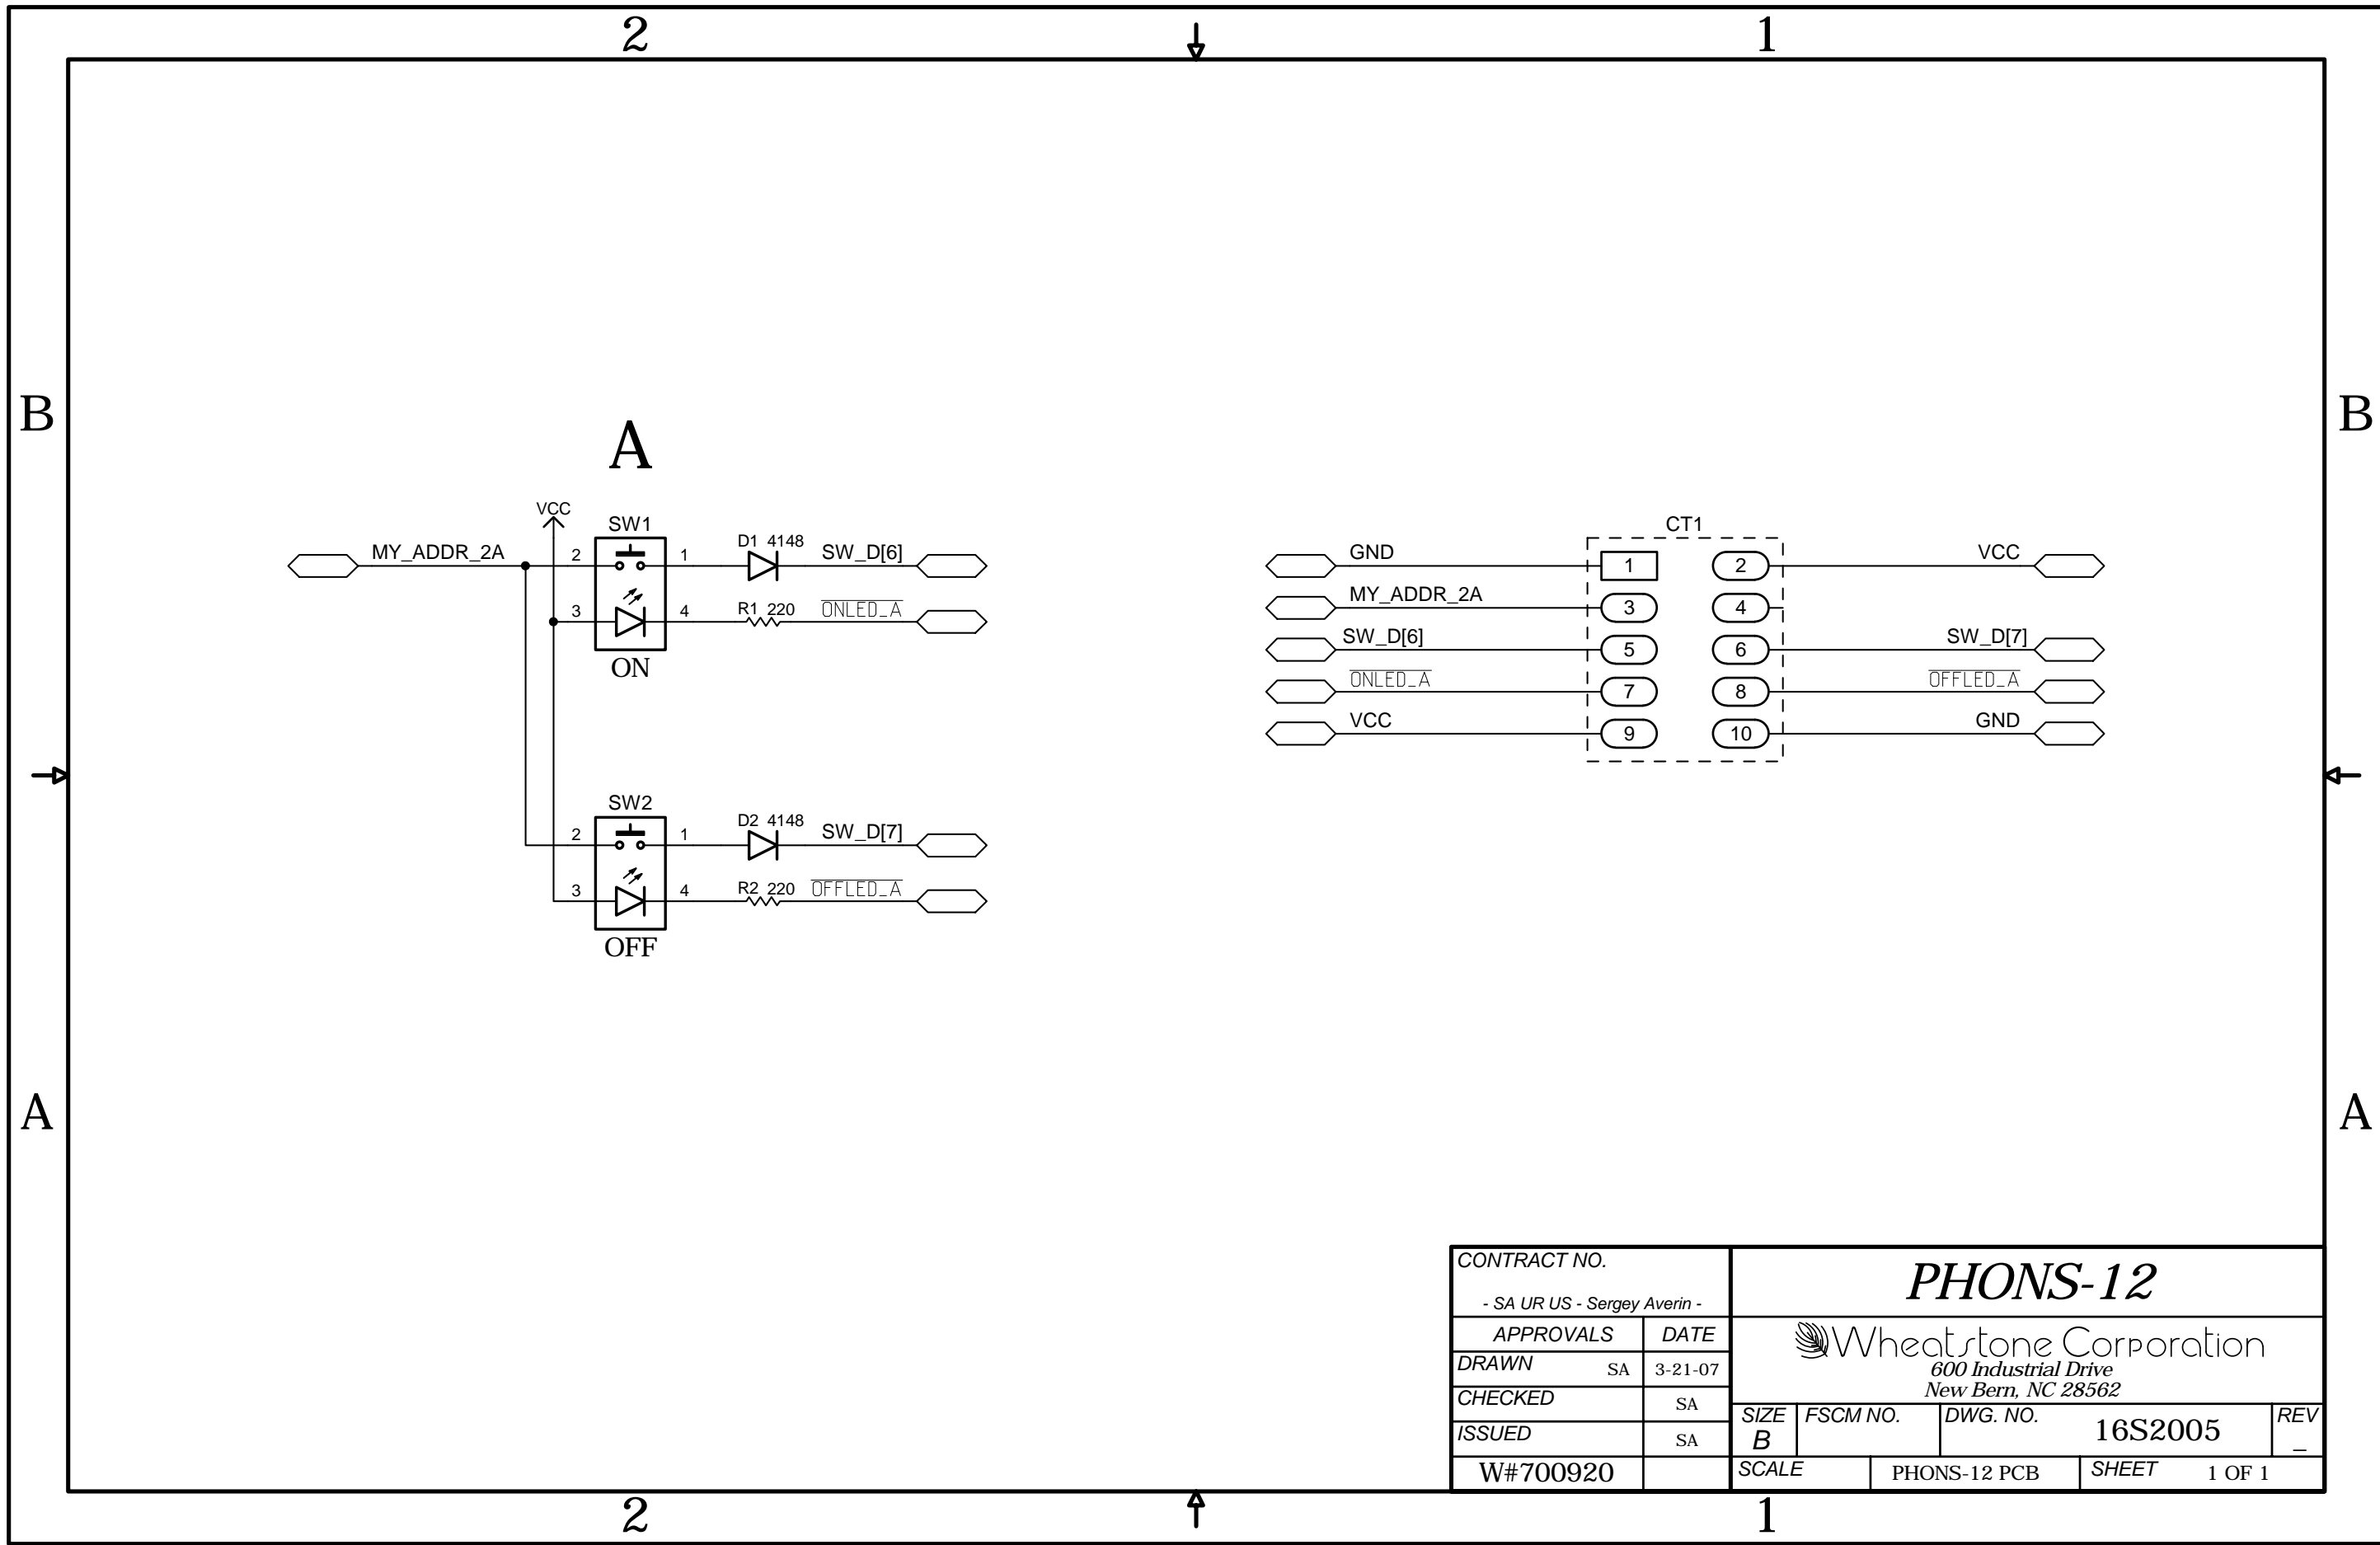 2 1
B B
A
VCC
SW1
MY_ADDR_2A 2 1 D1 4148 SW_D[6]
3 4 R1 220 ONLED_A
ON
SW2
2 1 D2 4148 SW_D[7]
3 4 R2 220 OFFLED_A
OFF
CT1
GND 1 2 VCC
MY_ADDR_2A 3 4
SW_D[6] 5 6 SW_D[7]
ONLED_A 7 8 OFFLED_A
VCC 9 10 GND
A A
CONTRACT NO.
- SA UR US - Sergey Averin -
APPROVALS DATE
DRAWN SA 3-21-07
CHECKED SA
ISSUED SA
W#700920
PHONS-12
Wheatstone Corporation
600 Industrial Drive
New Bern, NC 28562
SIZE B FSCM NO. DWG. NO. 16S2005 REV _
SCALE PHONS-12 PCB SHEET 1 OF 1
2 1